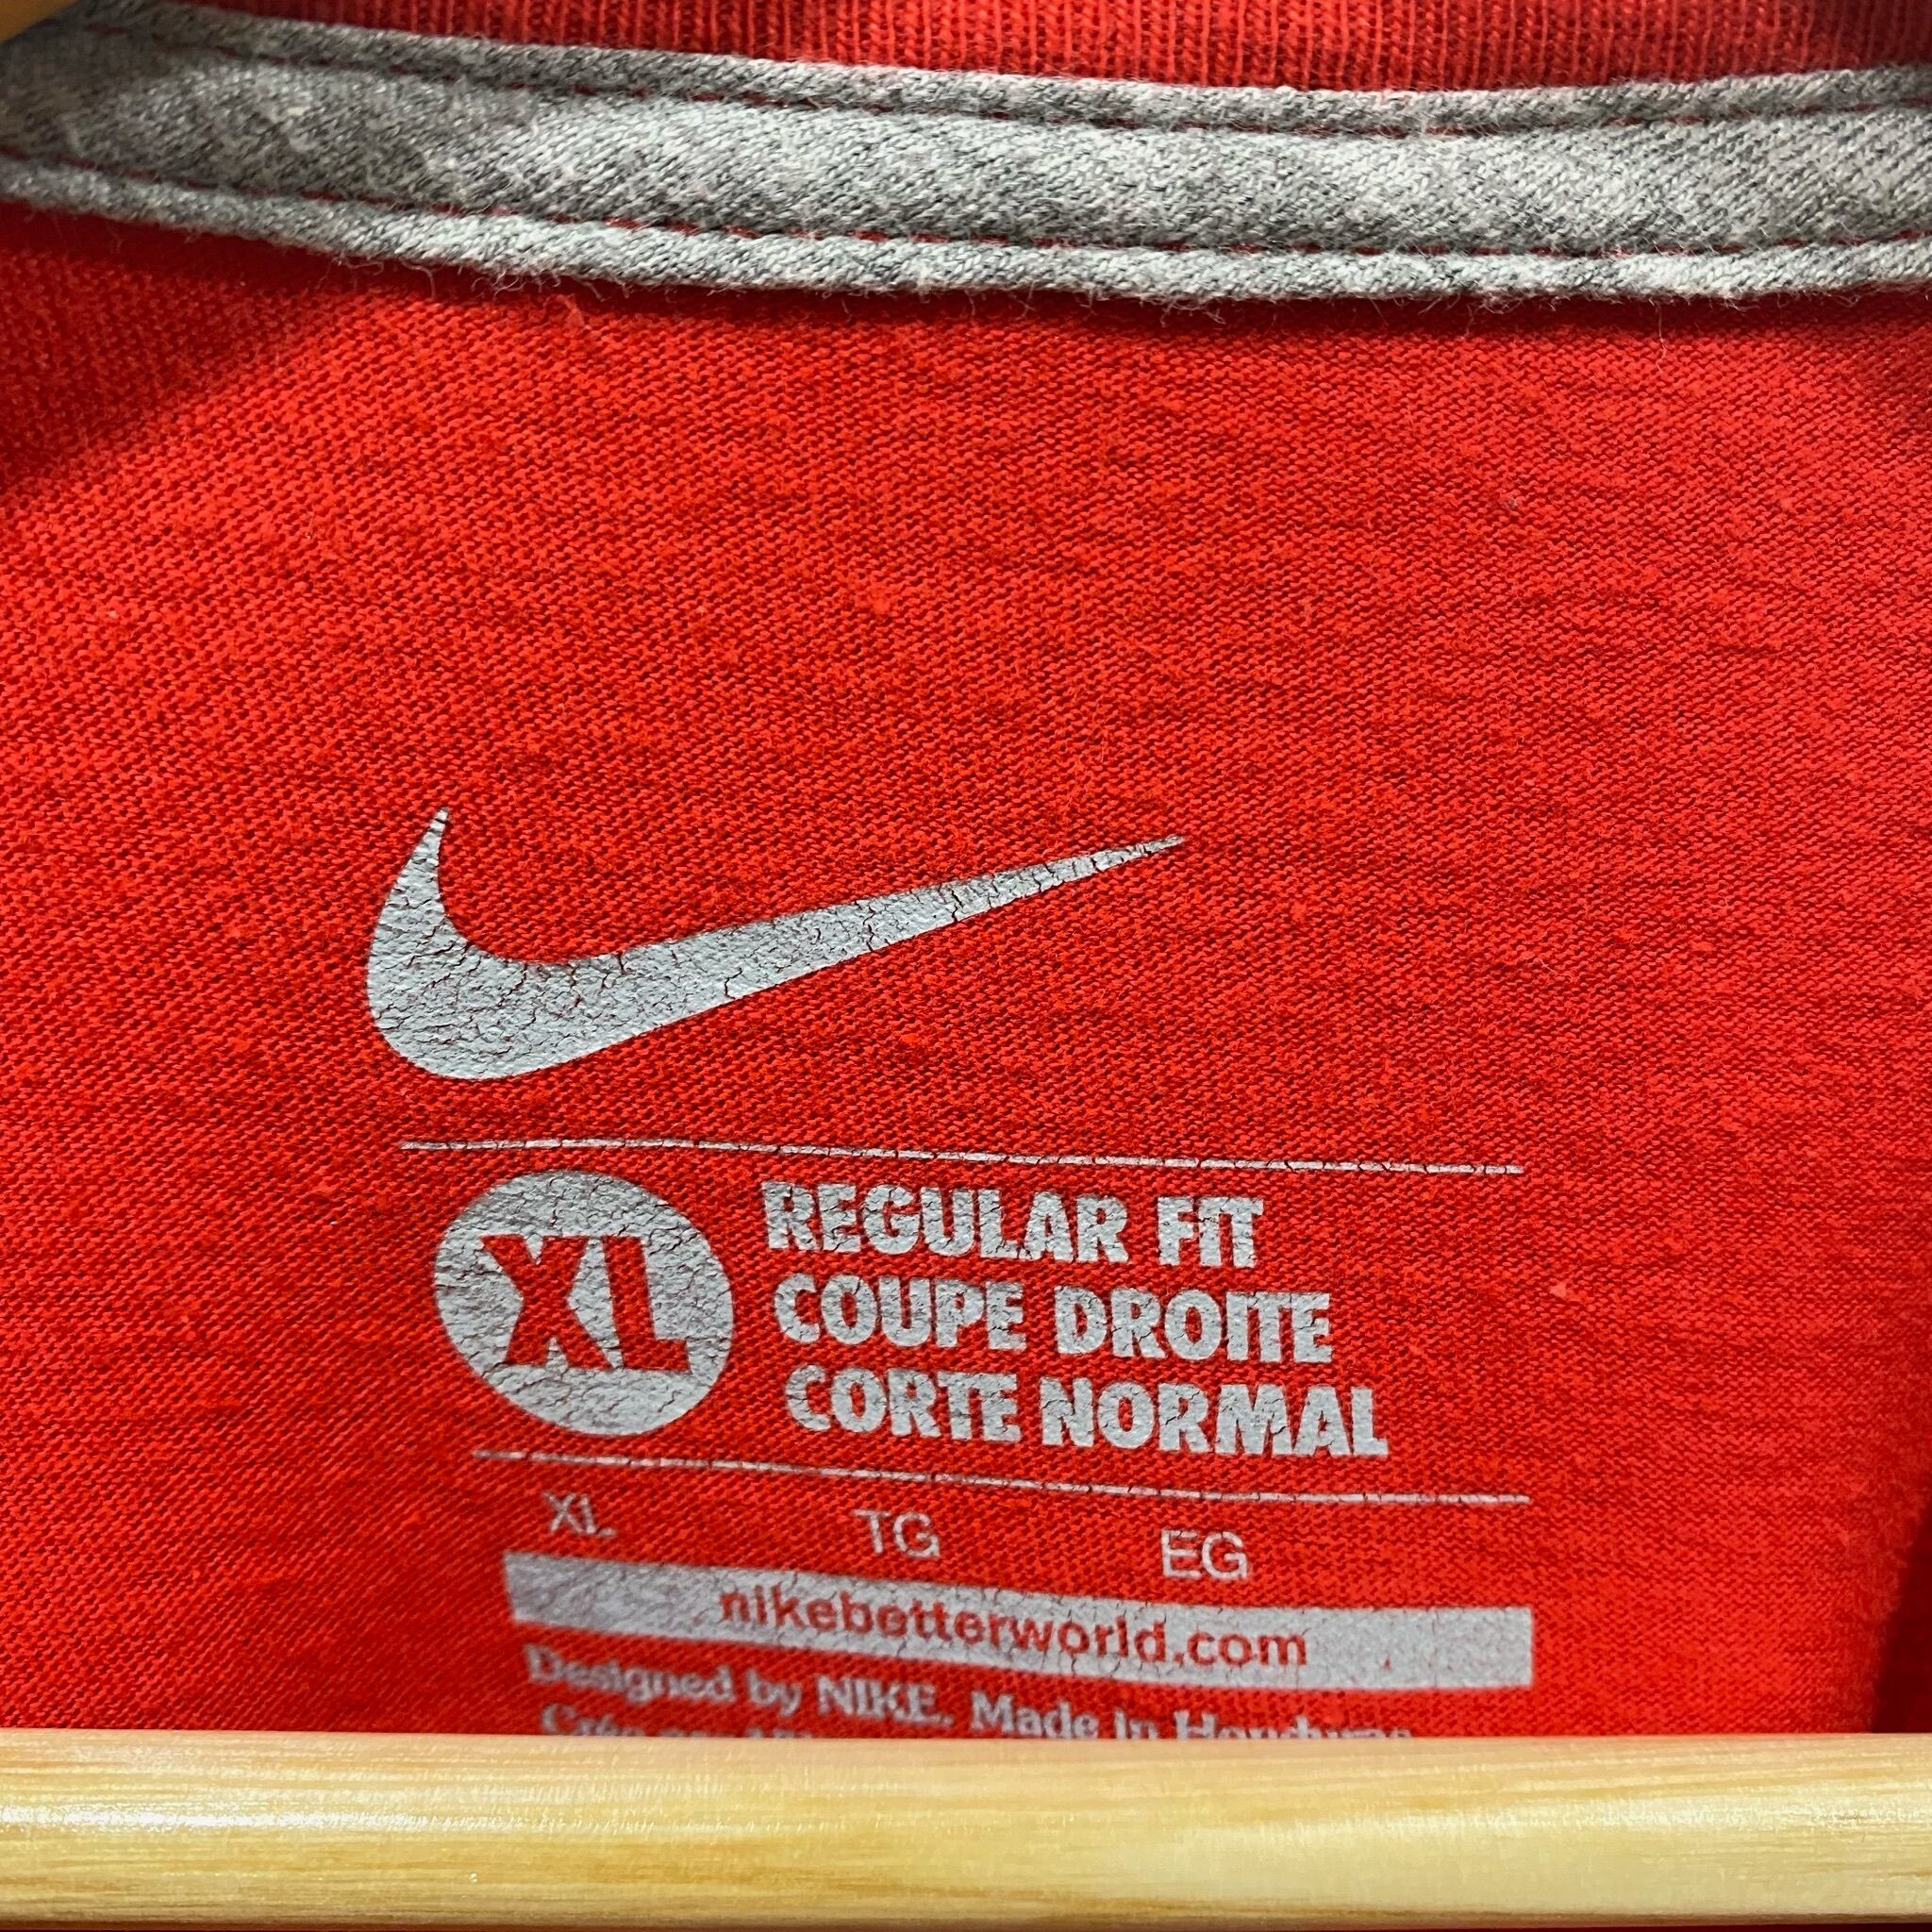 XL
REGULAR FIT
COUPE DROITE
CORTE NORMAL
XL TG EG
nikebetterworld.com
Designed by NIKE. Made in Honduras